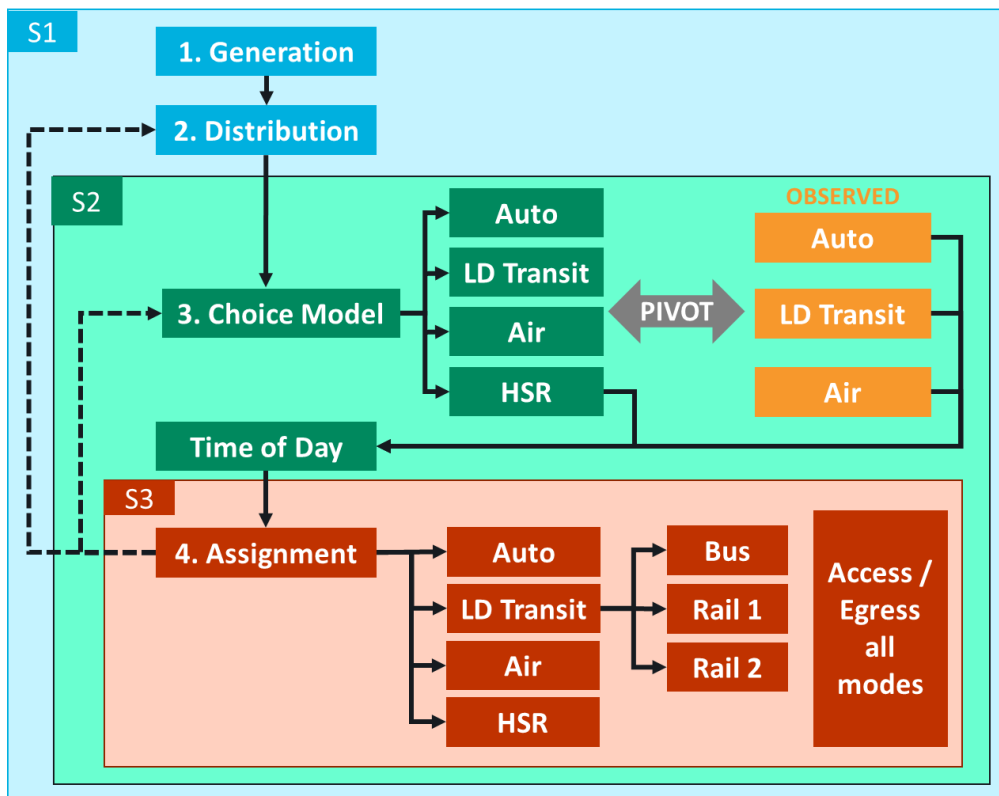 S1
1. Generation
2. Distribution
S2
Auto
LD Transit
Air
HSR
3. Choice Model
PIVOT
OBSERVED
Auto
LD Transit
Air
Time of Day
S3
4. Assignment
Auto
LD Transit
Air
HSR
Bus
Rail 1
Rail 2
Access /
Egress
all
modes